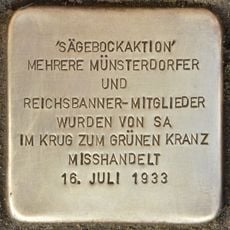 'SÄGEBOCKAKTION'
MEHRERE MÜNSTERDORFER
UND
REICHSBANNER-MITGLIEDER
WURDEN VON SA
IM KRUG ZUM GRÜNEN KRANZ
MISSHANDELT
16. JULI 1933